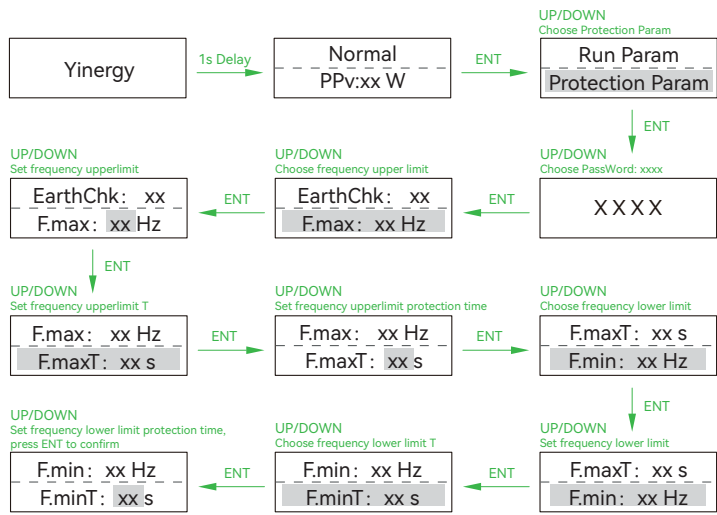 UP/DOWN
Choose Protection Param
Yinergy
1s Delay
Normal
PPv:xx W
ENT
Run Param
Protection Param
ENT
UP/DOWN
Choose PassWord: xxxx
X X X X
ENT
UP/DOWN
Choose frequency upper limit
EarthChk: xx
F.max: xx Hz
ENT
UP/DOWN
Set frequency upperlimit
EarthChk: xx
F.max: xx Hz
ENT
UP/DOWN
Set frequency upperlimit T
F.max: xx Hz
F.maxT: xx s
ENT
UP/DOWN
Set frequency upperlimit protection time
F.max: xx Hz
F.maxT: xx s
ENT
UP/DOWN
Choose frequency lower limit
F.maxT: xx s
F.min: xx Hz
ENT
UP/DOWN
Set frequency lower limit
F.maxT: xx s
F.min: xx Hz
ENT
UP/DOWN
Choose frequency lower limit T
F.min: xx Hz
F.minT: xx s
ENT
UP/DOWN
Set frequency lower limit protection time,
press ENT to confirm
F.min: xx Hz
F.minT: xx s